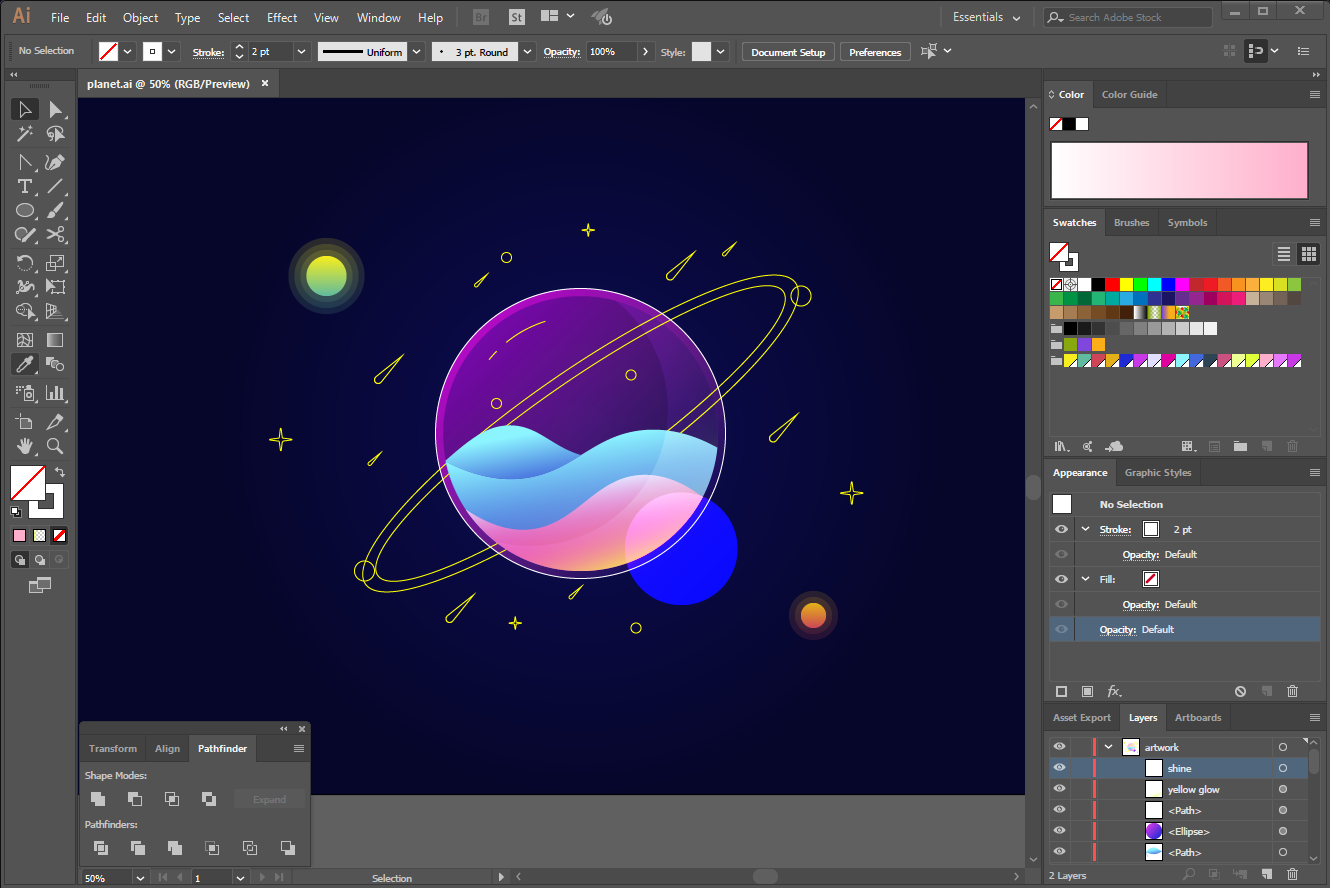 Ai File Edit Object Type Select Effect View Window Help Br St Essentials Search Adobe Stock
No Selection Stroke: 2 pt Uniform 3 pt. Round Opacity: 100% Style: Document Setup Preferences
planet.ai @ 50% (RGB/Preview)
Color Color Guide
Swatches Brushes Symbols
Appearance Graphic Styles
No Selection
Stroke: 2 pt
Opacity: Default
Fill:
Opacity: Default
Opacity: Default
Asset Export Layers Artboards
artwork
shine
yellow glow
<Path>
<Ellipse>
<Path>
2 Layers
Transform Align Pathfinder
Shape Modes:
Expand
Pathfinders:
50% 1 Selection